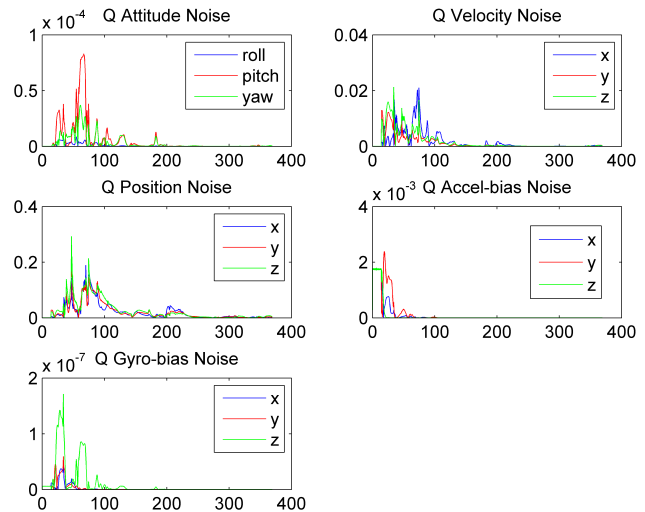 Q Attitude Noise
x 10^-4
1
0.5
0
0 100 200 300 400
roll
pitch
yaw
Q Velocity Noise
0.04
0.02
0
0 100 200 300 400
x
y
z
Q Position Noise
0.4
0.2
0
0 100 200 300 400
x
y
z
Q Accel-bias Noise
x 10^-3
4
2
0
0 100 200 300 400
x
y
z
Q Gyro-bias Noise
x 10^-7
2
1
0
0 100 200 300 400
x
y
z